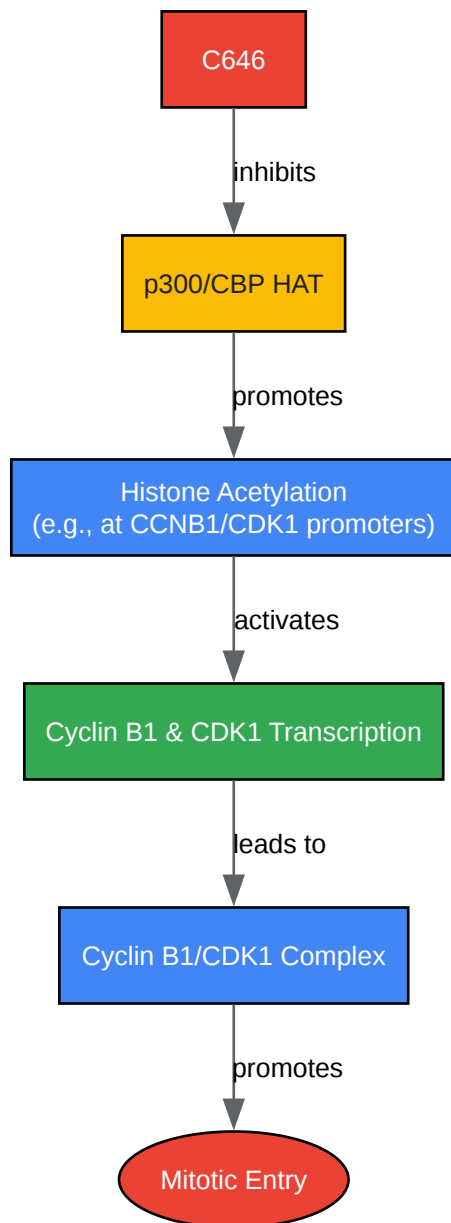 C646
inhibits
p300/CBP HAT
promotes
Histone Acetylation
(e.g., at CCNB1/CDK1 promoters)
activates
Cyclin B1 & CDK1 Transcription
leads to
Cyclin B1/CDK1 Complex
promotes
Mitotic Entry